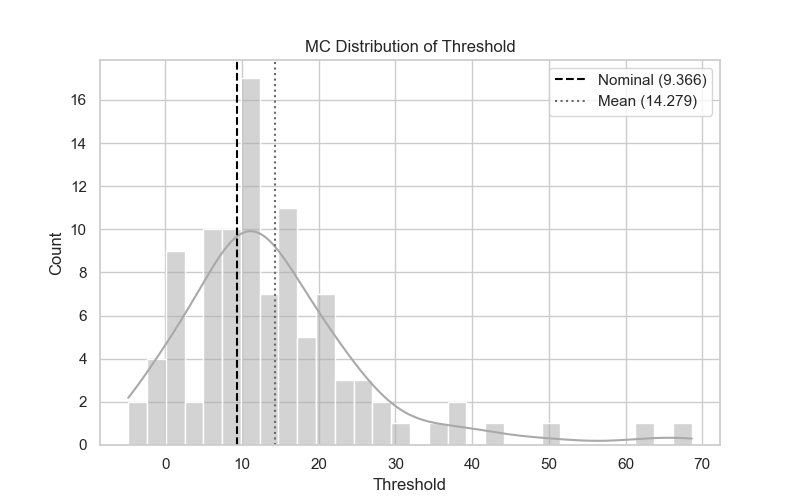 MC Distribution of Threshold
Nominal (9.366)
Mean (14.279)
Count
16
14
12
10
8
6
4
2
0
0 10 20 30 40 50 60 70
Threshold